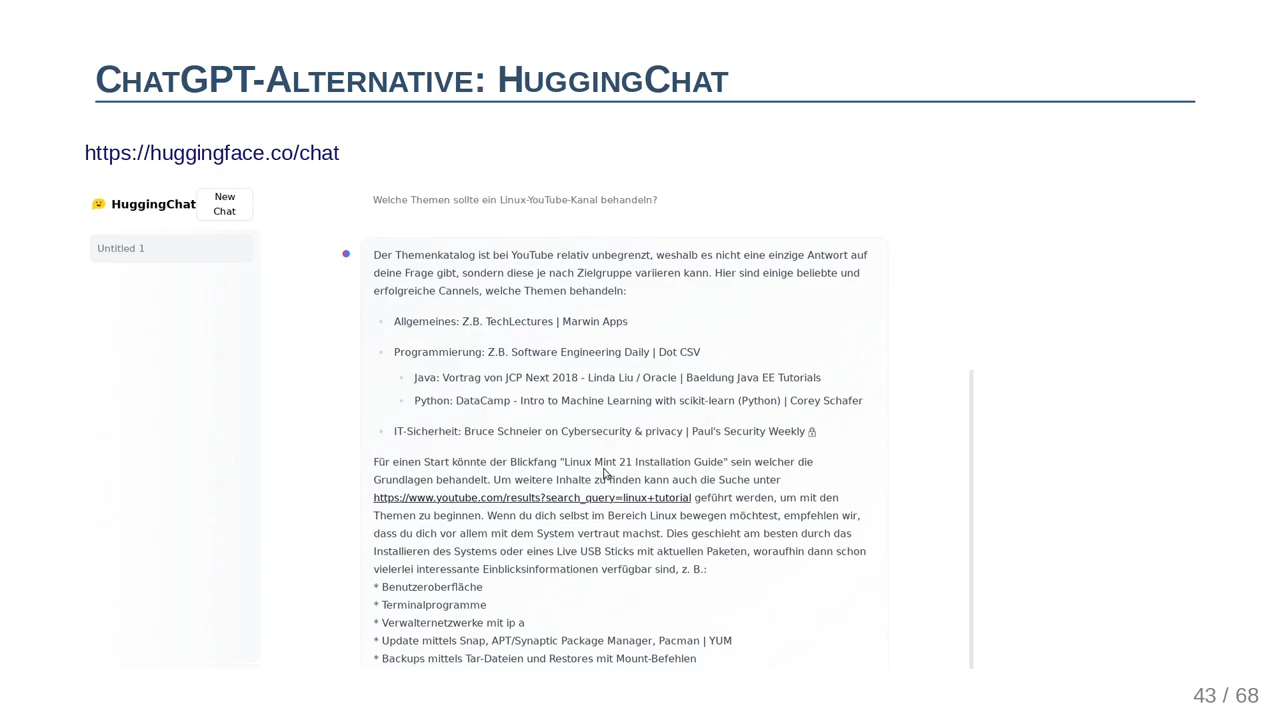 ChatGPT-Alternative: HuggingChat
https://huggingface.co/chat
HuggingChat
New
Chat
Untitled 1
Welche Themen sollte ein Linux-YouTube-Kanal behandeln?
Der Themenkatalog ist bei YouTube relativ unbegrenzt, weshalb es nicht eine einzige Antwort auf
deine Frage gibt, sondern diese je nach Zielgruppe variieren kann. Hier sind einige beliebte und
erfolgreiche Cannels, welche Themen behandeln:
Allgemeines: Z.B. TechLectures | Marwin Apps
Programmierung: Z.B. Software Engineering Daily | Dot CSV
Java: Vortrag von JCP Next 2018 - Linda Liu / Oracle | Baeldung Java EE Tutorials
Python: DataCamp - Intro to Machine Learning with scikit-learn (Python) | Corey Schafer
IT-Sicherheit: Bruce Schneier on Cybersecurity & privacy | Paul's Security Weekly 🔒
Für einen Start könnte der Blickfang "Linux Mint 21 Installation Guide" sein welcher die
Grundlagen behandelt. Um weitere Inhalte zu finden kann auch die Suche unter
https://www.youtube.com/results?search_query=linux+tutorial geführt werden, um mit den
Themen zu beginnen. Wenn du dich selbst im Bereich Linux bewegen möchtest, empfehlen wir,
dass du dich vor allem mit dem System vertraut machst. Dies geschieht am besten durch das
Installieren des Systems oder eines Live USB Sticks mit aktuellen Paketen, woraufhin dann schon
vielerlei interessante Einblicksinformationen verfügbar sind, z. B.:
* Benutzeroberfläche
* Terminalprogramme
* Verwalternetzwerke mit ip a
* Update mittels Snap, APT/Synaptic Package Manager, Pacman | YUM
* Backups mittels Tar-Dateien und Restores mit Mount-Befehlen
43 / 68